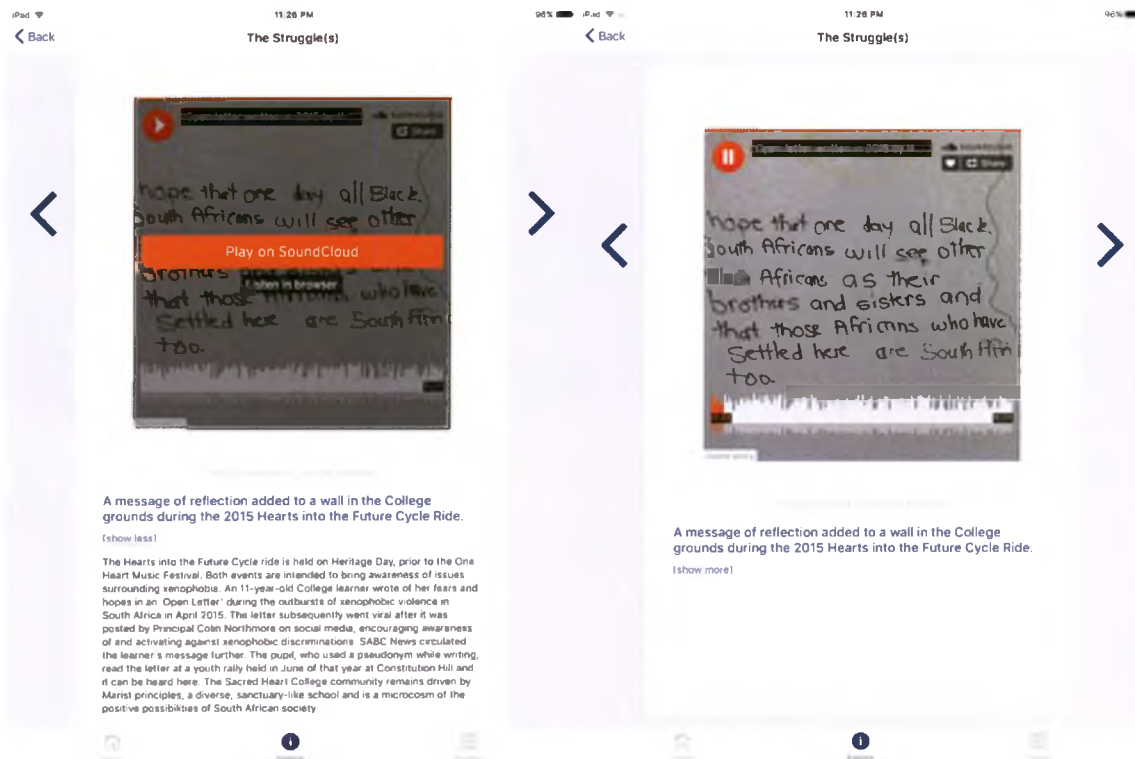 iPad
11:26 PM
96%
Back
The Struggle(s)
Share
hope that one day all Black
South Africans will see other
Play on SoundCloud
brothers
Listen in browser
that those who have
Settled here are South Afri
too.
A message of reflection added to a wall in the College
grounds during the 2015 Hearts into the Future Cycle Ride.
[show less]
The Hearts into the Future Cycle ride is held on Heritage Day, prior to the One
Heart Music Festival. Both events are intended to bring awareness of issues
surrounding xenophobia. An 11-year-old College learner wrote of her fears and
hopes in an 'Open Letter' during the outbursts of xenophobic violence in
South Africa in April 2015. The letter subsequently went viral after it was
posted by Principal Colin Northmore on social media, encouraging awareness
of and activating against xenophobic discriminations. SABC News circulated
the learner s message further. The pupil, who used a pseudonym while writing,
read the letter at a youth rally held in June of that year at Constitution Hill and
it can be heard here. The Sacred Heart College community remains driven by
Marist principles, a diverse, sanctuary-like school and is a microcosm of the
positive possibilities of South African society
iPad
11:26 PM
96%
Back
The Struggle(s)
Share
hope that one day all Black
South Africans will see other
Africans as their
brothers and sisters and
that those Africans who have
Settled here are South Afri
too.
A message of reflection added to a wall in the College
grounds during the 2015 Hearts into the Future Cycle Ride.
[show more]